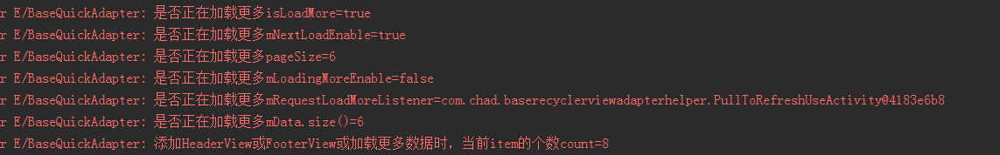 r E/BaseQuickAdapter: 是否正在加载更多isLoadMore=true
r E/BaseQuickAdapter: 是否正在加载更多mNextLoadEnable=true
r E/BaseQuickAdapter: 是否正在加载更多pageSize=6
r E/BaseQuickAdapter: 是否正在加载更多mLoadingMoreEnable=false
r E/BaseQuickAdapter: 是否正在加载更多mRequestLoadMoreListener=com.chad.baserecyclerviewadapterhelper.PullToRefreshUseActivity@4183e6b8
r E/BaseQuickAdapter: 是否正在加载更多mData.size()=6
r E/BaseQuickAdapter: 添加HeaderView或FooterView或加载更多数据时，当前item的个数count=8